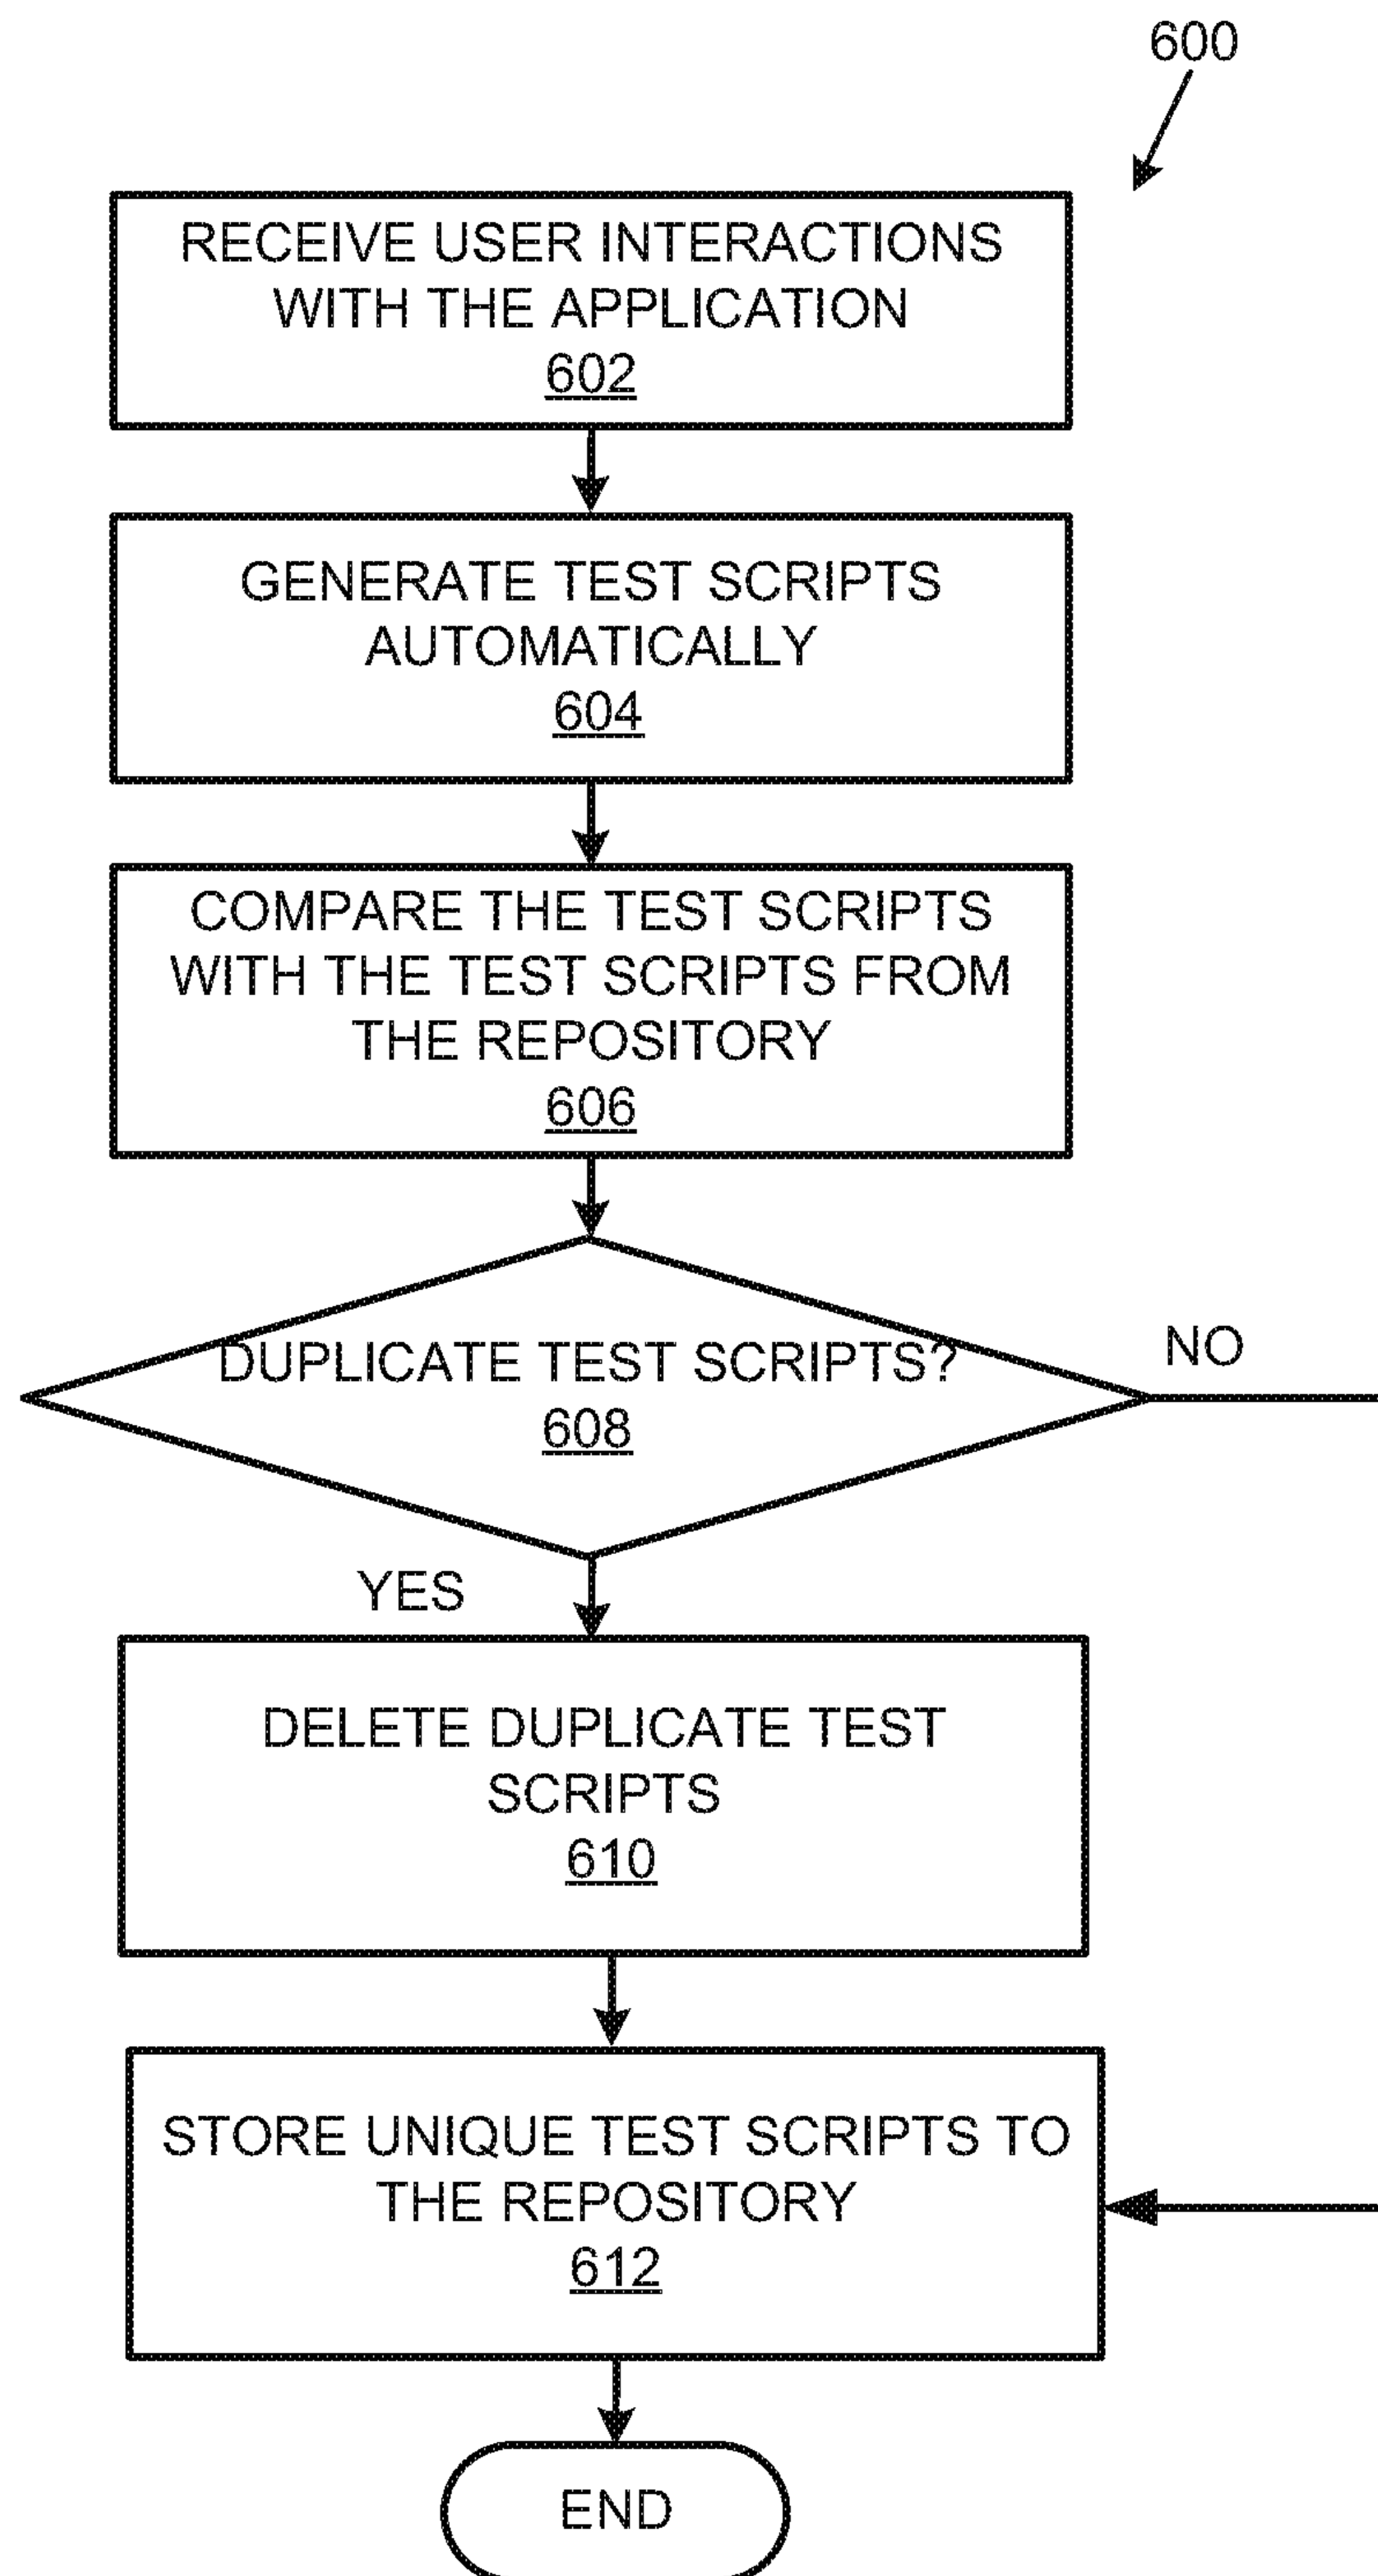 600
RECEIVE USER INTERACTIONS
WITH THE APPLICATION
602
GENERATE TEST SCRIPTS
AUTOMATICALLY
604
COMPARE THE TEST SCRIPTS
WITH THE TEST SCRIPTS FROM
THE REPOSITORY
606
DUPLICATE TEST SCRIPTS?
608
NO
YES
DELETE DUPLICATE TEST
SCRIPTS
610
STORE UNIQUE TEST SCRIPTS TO
THE REPOSITORY
612
END